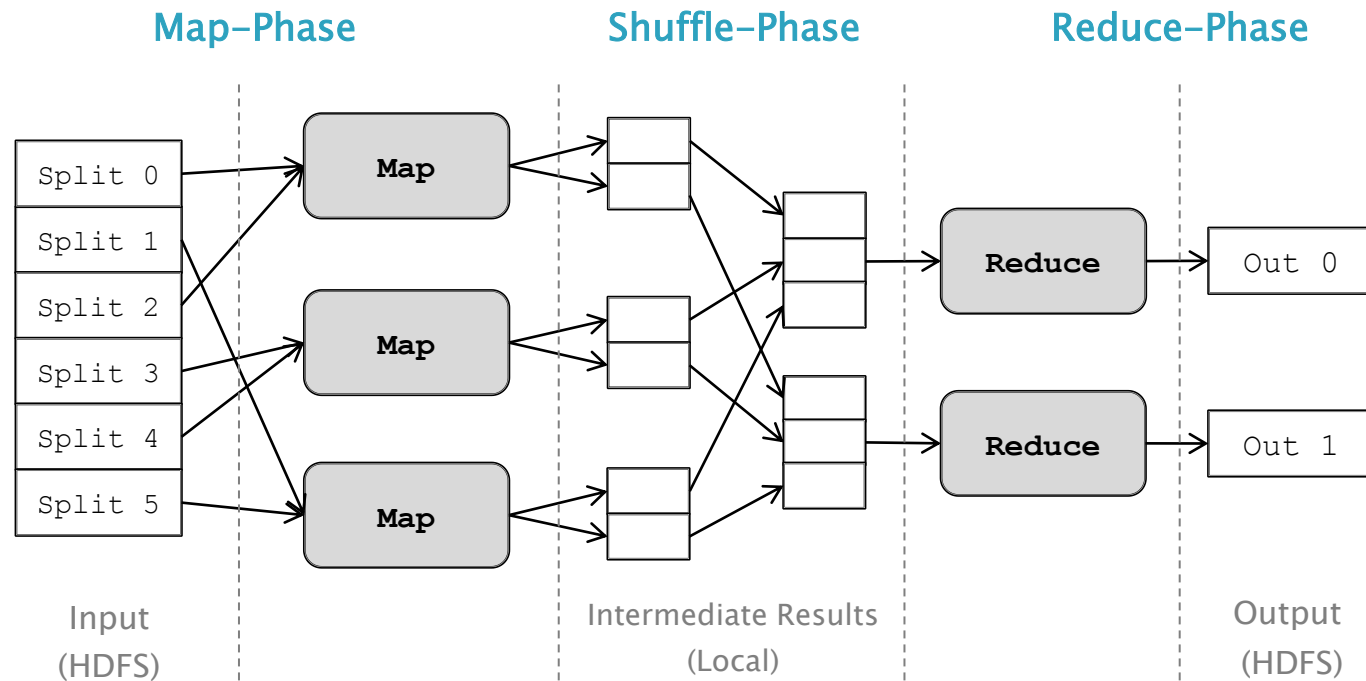 Map-Phase
Shuffle-Phase
Reduce-Phase
Split 0
Split 1
Split 2
Split 3
Split 4
Split 5
Map
Map
Map
Reduce
Reduce
Out 0
Out 1
Input
(HDFS)
Intermediate Results
(Local)
Output
(HDFS)